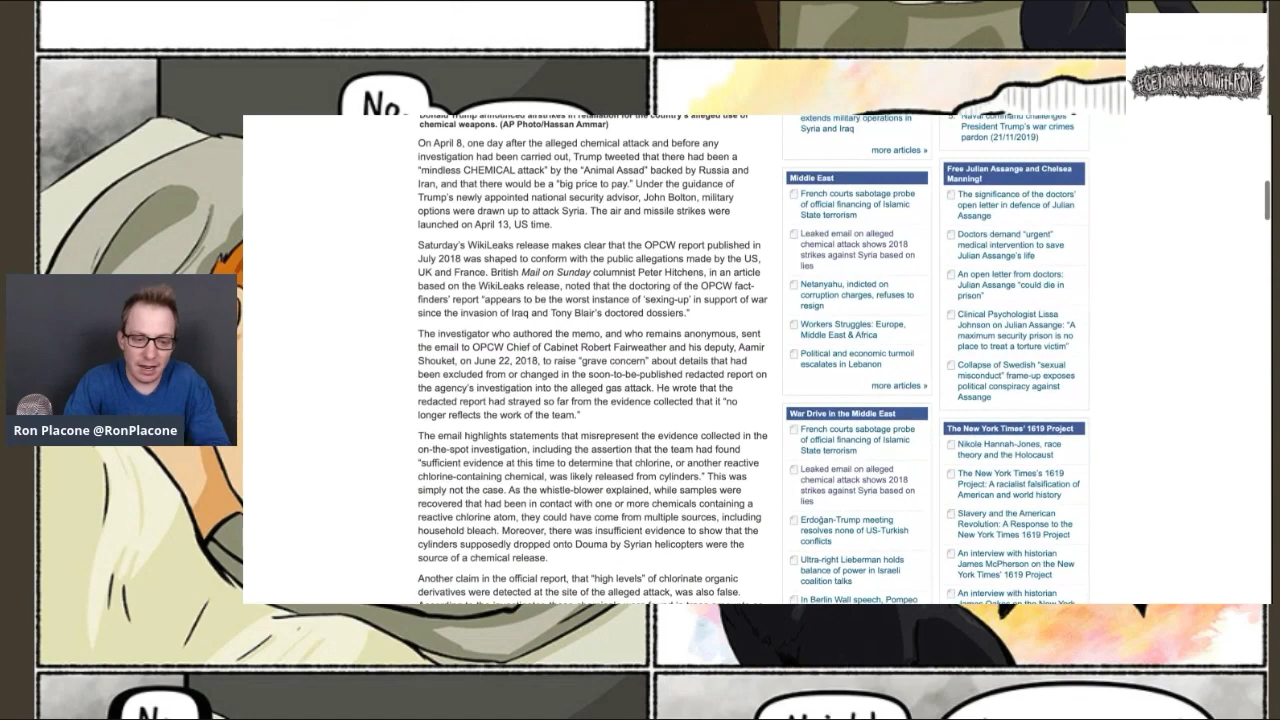 No.
#GETYOURNEWSONWITHRON
chemical weapons. (AP Photo/Hassan Ammar)
On April 8, one day after the alleged chemical attack and before any
investigation had been carried out, Trump tweeted that there had been a
“mindless CHEMICAL attack” by the “Animal Assad” backed by Russia and
Iran, and that there would be a “big price to pay.” Under the guidance of
Trump’s newly appointed national security advisor, John Bolton, military
options were drawn up to attack Syria. The air and missile strikes were
launched on April 13, US time.
Saturday’s WikiLeaks release makes clear that the OPCW report published in
July 2018 was shaped to conform with the public allegations made by the US,
UK and France. British Mail on Sunday columnist Peter Hitchens, in an article
based on the WikiLeaks release, noted that the doctoring of the OPCW fact-
finders’ report “appears to be the worst instance of ‘sexing-up’ in support of war
since the invasion of Iraq and Tony Blair’s doctored dossiers.”
The investigator who authored the memo, and who remains anonymous, sent
the email to OPCW Chief of Cabinet Robert Fairweather and his deputy, Aamir
Shouket, on June 22, 2018, to raise “grave concern” about details that had
been excluded from or changed in the soon-to-be-published redacted report on
the agency’s investigation into the alleged gas attack. He wrote that the
redacted report had strayed so far from the evidence collected that it “no
longer reflects the work of the team.”
The email highlights statements that misrepresent the evidence collected in
the on-the-spot investigation, including the assertion that the team had found
“sufficient evidence at this time to determine that chlorine, or another reactive
chlorine-containing chemical, was likely released from cylinders.” This was
simply not the case. As the whistle-blower explained, while samples were
recovered that had been in contact with one or more chemicals containing a
reactive chlorine atom, they could have come from multiple sources, including
household bleach. Moreover, there was insufficient evidence to show that the
cylinders supposedly dropped onto Douma by Syrian helicopters were the
source of a chemical release.
Another claim in the official report, that “high levels” of chlorinate organic
derivatives were detected at the site of the alleged attack, was also false.
extends military operations in
Syria and Iraq
more articles »
Middle East
French courts sabotage probe
of official financing of Islamic
State terrorism
Leaked email on alleged
chemical attack shows 2018
strikes against Syria based on
lies
Netanyahu, indicted on
corruption charges, refuses to
resign
Workers Struggles: Europe,
Middle East & Africa
Political and economic turmoil
escalates in Lebanon
more articles »
War Drive in the Middle East
French courts sabotage probe
of official financing of Islamic
State terrorism
Leaked email on alleged
chemical attack shows 2018
strikes against Syria based on
lies
Erdoğan-Trump meeting
resolves none of US-Turkish
conflicts
Ultra-right Lieberman holds
balance of power in Israeli
coalition talks
In Berlin Wall speech, Pompeo
Naval command challenges
President Trump’s war crimes
pardon (21/11/2019)
Free Julian Assange and Chelsea
Manning!
The significance of the doctors’
open letter in defence of Julian
Assange
Doctors demand “urgent”
medical intervention to save
Julian Assange’s life
An open letter from doctors:
Julian Assange “could die in
prison”
Clinical Psychologist Lissa
Johnson on Julian Assange: “A
maximum security prison is no
place to treat a torture victim”
Collapse of Swedish “sexual
misconduct” frame-up exposes
political conspiracy against
Assange
The New York Times’ 1619 Project
Nikole Hannah-Jones, race
theory and the Holocaust
The New York Times’s 1619
Project: A racialist falsification of
American and world history
Slavery and the American
Revolution: A Response to the
New York Times 1619 Project
An interview with historian
James McPherson on the New
York Times’ 1619 Project
An interview with historian
Ron Placone @RonPlacone